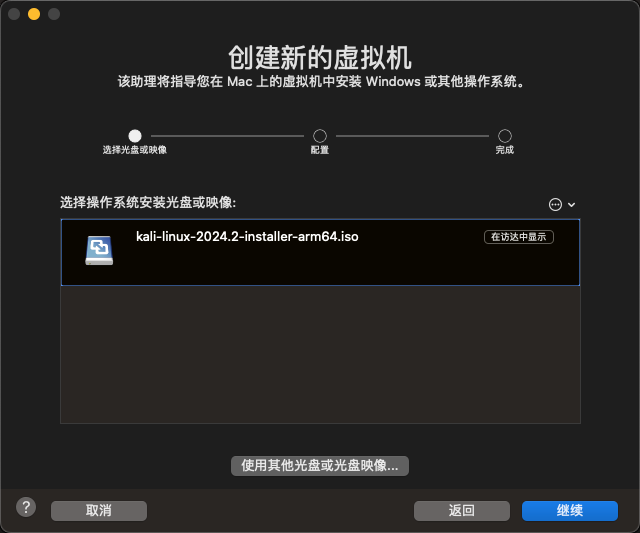 创建新的虚拟机
该助理将指导您在 Mac 上的虚拟机中安装 Windows 或其他操作系统。
选择光盘或映像
配置
完成
选择操作系统安装光盘或映像:
kali-linux-2024.2-installer-arm64.iso
在访达中显示
使用其他光盘或光盘映像...
?
取消
返回
继续